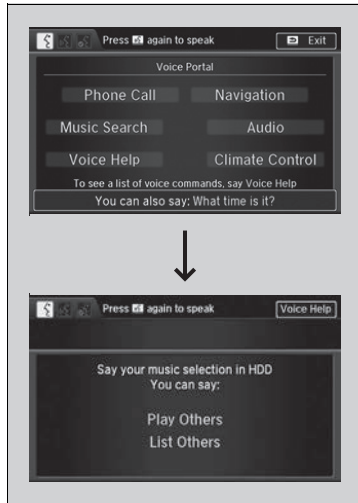 Press again to speak
Exit
Voice Portal
Phone Call
Navigation
Music Search
Audio
Voice Help
Climate Control
To see a list of voice commands, say Voice Help
You can also say: What time is it?
Press again to speak
Voice Help
Say your music selection in HDD
You can say:
Play Others
List Others